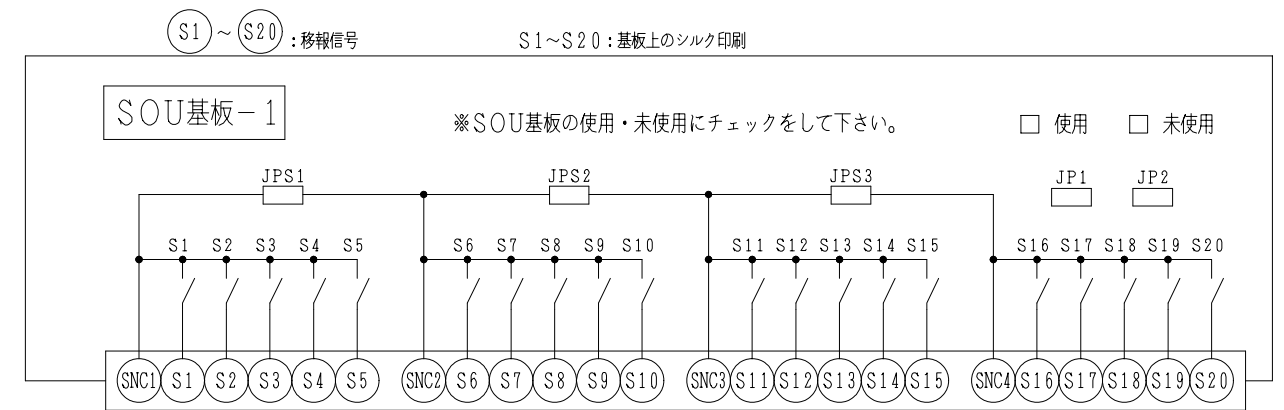 S1～S20：移報信号 S1～S20：基板上のシルク印刷
SOU基板－1
※SOU基板の使用・未使用にチェックをして下さい。 □ 使用 □ 未使用
JPS1 JPS2 JPS3 JP1 JP2
S1 S2 S3 S4 S5 S6 S7 S8 S9 S10 S11 S12 S13 S14 S15 S16 S17 S18 S19 S20
SNC1 S1 S2 S3 S4 S5 SNC2 S6 S7 S8 S9 S10 SNC3 S11 S12 S13 S14 S15 SNC4 S16 S17 S18 S19 S20